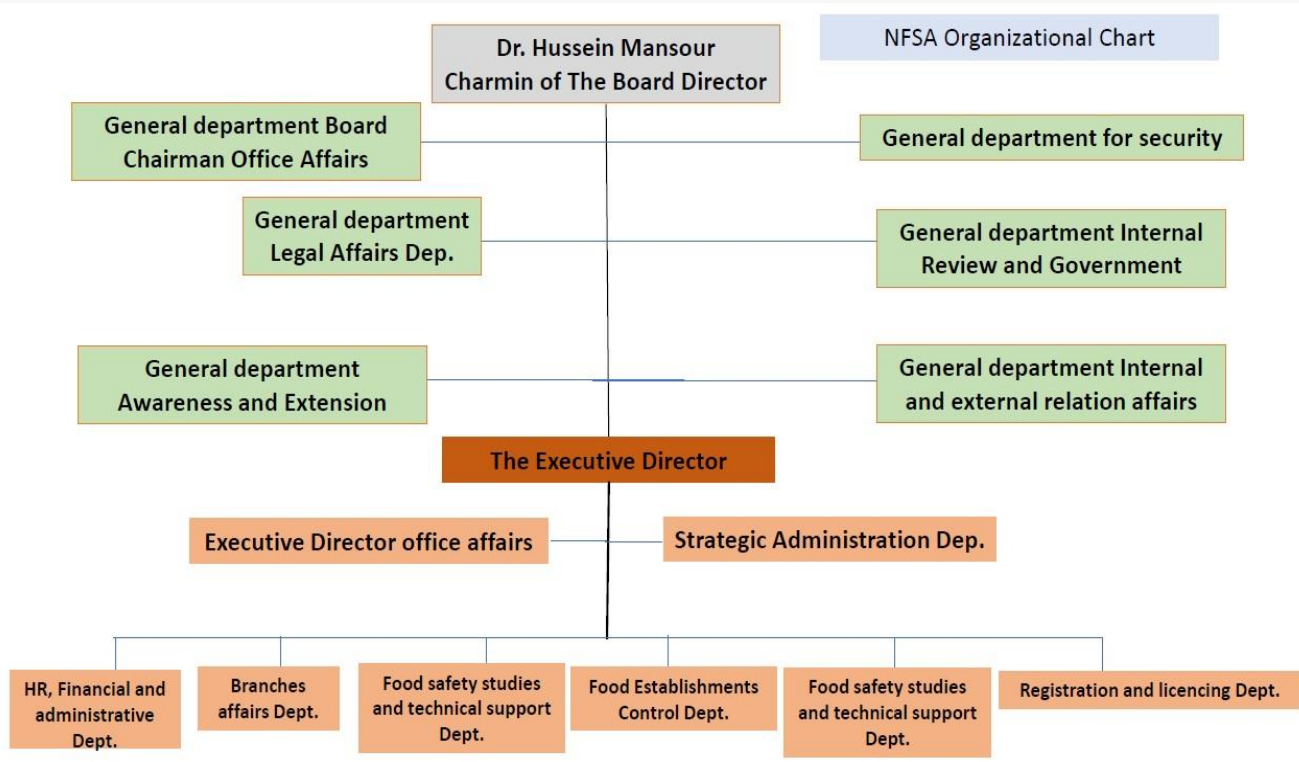 NFSA Organizational Chart
Dr. Hussein Mansour
Charmin of The Board Director
General department Board
Chairman Office Affairs
General department for security
General department
Legal Affairs Dep.
General department Internal
Review and Government
General department
Awareness and Extension
General department Internal
and external relation affairs
The Executive Director
Executive Director office affairs
Strategic Administration Dep.
HR, Financial and
administrative
Dept.
Branches
affairs Dept.
Food safety studies
and technical support
Dept.
Food Establishments
Control Dept.
Food safety studies
and technical support
Dept.
Registration and licencing Dept.